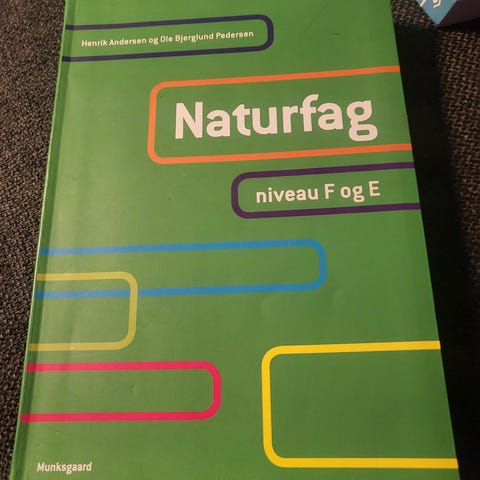 Henrik Andersen og Ole Bjerglund Pedersen
Naturfag
niveau F og E
Munksgaard